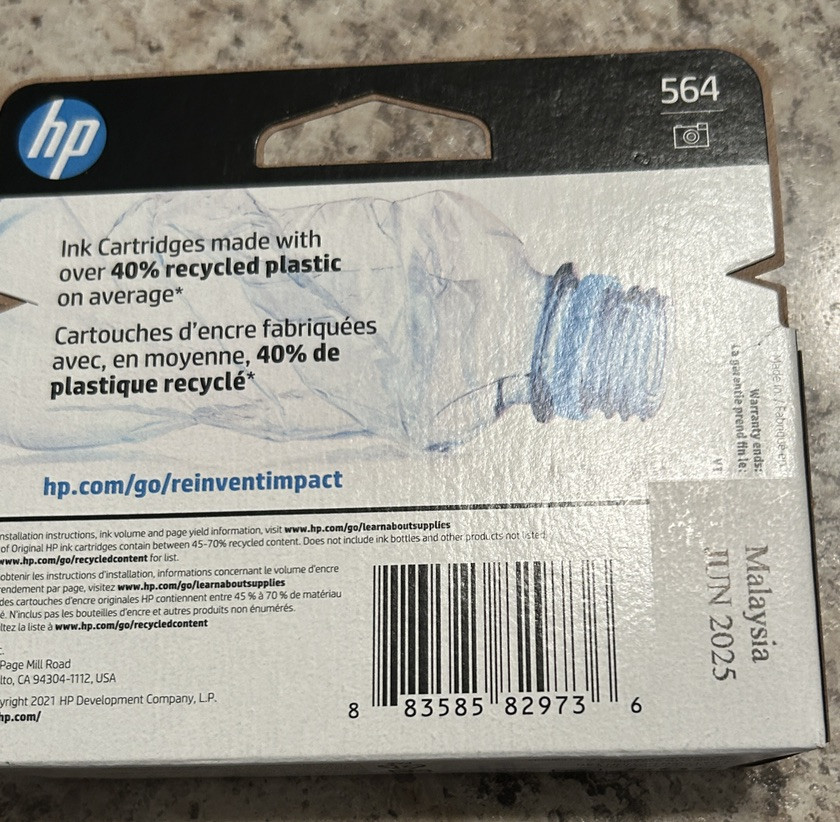 hp
564
Ink Cartridges made with
over 40% recycled plastic
on average*
Cartouches d'encre fabriquées
avec, en moyenne, 40% de
plastique recyclé*
hp.com/go/reinventimpact
nstallation instructions, ink volume and page yield information, visit www.hp.com/go/learnaboutsupplies
of Original HP ink cartridges contain between 45-70% recycled content. Does not include ink bottles and other products not listed
www.hp.com/recycledcontent for list.
obtenir les instructions d'installation, informations concernant le volume d'encre
rendement par page, visitez www.hp.com/go/learnaboutsupplies
des cartouches d'encre originales HP contiennent entre 45 % à 70 % de matériau
é. N'inclus pas les bouteilles d'encre et autres produits non énumérés.
ltez la liste à www.hp.com/go/recycledcontent
Page Mill Road
lto, CA 94304-1112, USA
yright 2021 HP Development Company, L.P.
hp.com/
8 83585 82973 6
Made in / Fabriqué en:
Warranty ends:
La garantie prend fin le:
Malaysia
JUN 2025